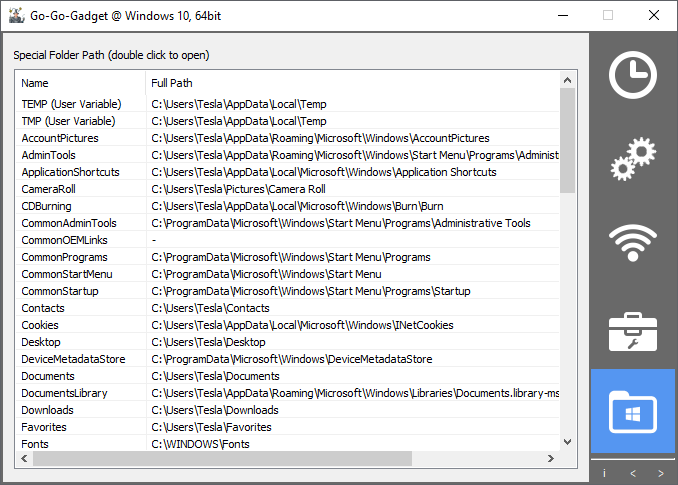 Go-Go-Gadget @ Windows 10, 64bit
Special Folder Path (double click to open)
Name Full Path
TEMP (User Variable) C:\Users\Tesla\AppData\Local\Temp
TMP (User Variable) C:\Users\Tesla\AppData\Local\Temp
AccountPictures C:\Users\Tesla\AppData\Roaming\Microsoft\Windows\AccountPictures
AdminTools C:\Users\Tesla\AppData\Roaming\Microsoft\Windows\Start Menu\Programs\Administ
ApplicationShortcuts C:\Users\Tesla\AppData\Local\Microsoft\Windows\Application Shortcuts
CameraRoll C:\Users\Tesla\Pictures\Camera Roll
CDBurning C:\Users\Tesla\AppData\Local\Microsoft\Windows\Burn\Burn
CommonAdminTools C:\ProgramData\Microsoft\Windows\Start Menu\Programs\Administrative Tools
CommonOEMLinks -
CommonPrograms C:\ProgramData\Microsoft\Windows\Start Menu\Programs
CommonStartMenu C:\ProgramData\Microsoft\Windows\Start Menu
CommonStartup C:\ProgramData\Microsoft\Windows\Start Menu\Programs\Startup
Contacts C:\Users\Tesla\Contacts
Cookies C:\Users\Tesla\AppData\Local\Microsoft\Windows\INetCookies
Desktop C:\Users\Tesla\Desktop
DeviceMetadataStore C:\ProgramData\Microsoft\Windows\DeviceMetadataStore
Documents C:\Users\Tesla\Documents
DocumentsLibrary C:\Users\Tesla\AppData\Roaming\Microsoft\Windows\Libraries\Documents.library-ms
Downloads C:\Users\Tesla\Downloads
Favorites C:\Users\Tesla\Favorites
Fonts C:\WINDOWS\Fonts
i < >